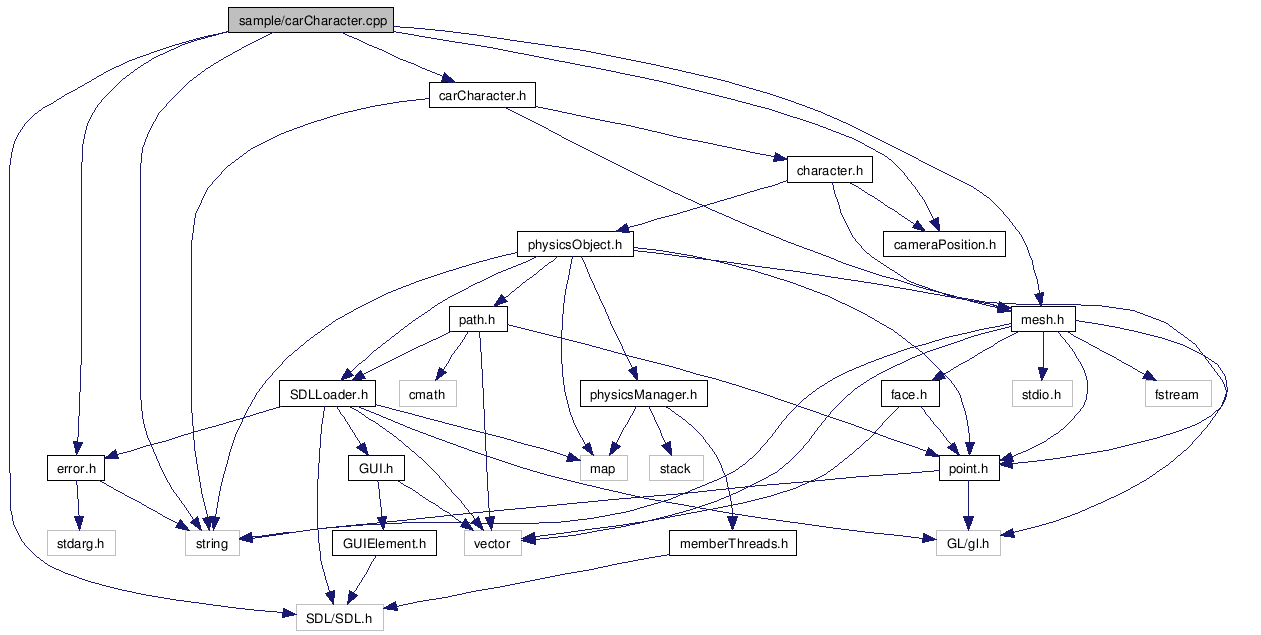 sample/carCharacter.cpp
carCharacter.h
character.h
physicsObject.h
cameraPosition.h
path.h
mesh.h
SDLLoader.h
cmath
physicsManager.h
face.h
stdio.h
fstream
error.h
GUI.h
map
stack
point.h
stdarg.h
string
GUIElement.h
vector
memberThreads.h
GL/gl.h
SDL/SDL.h